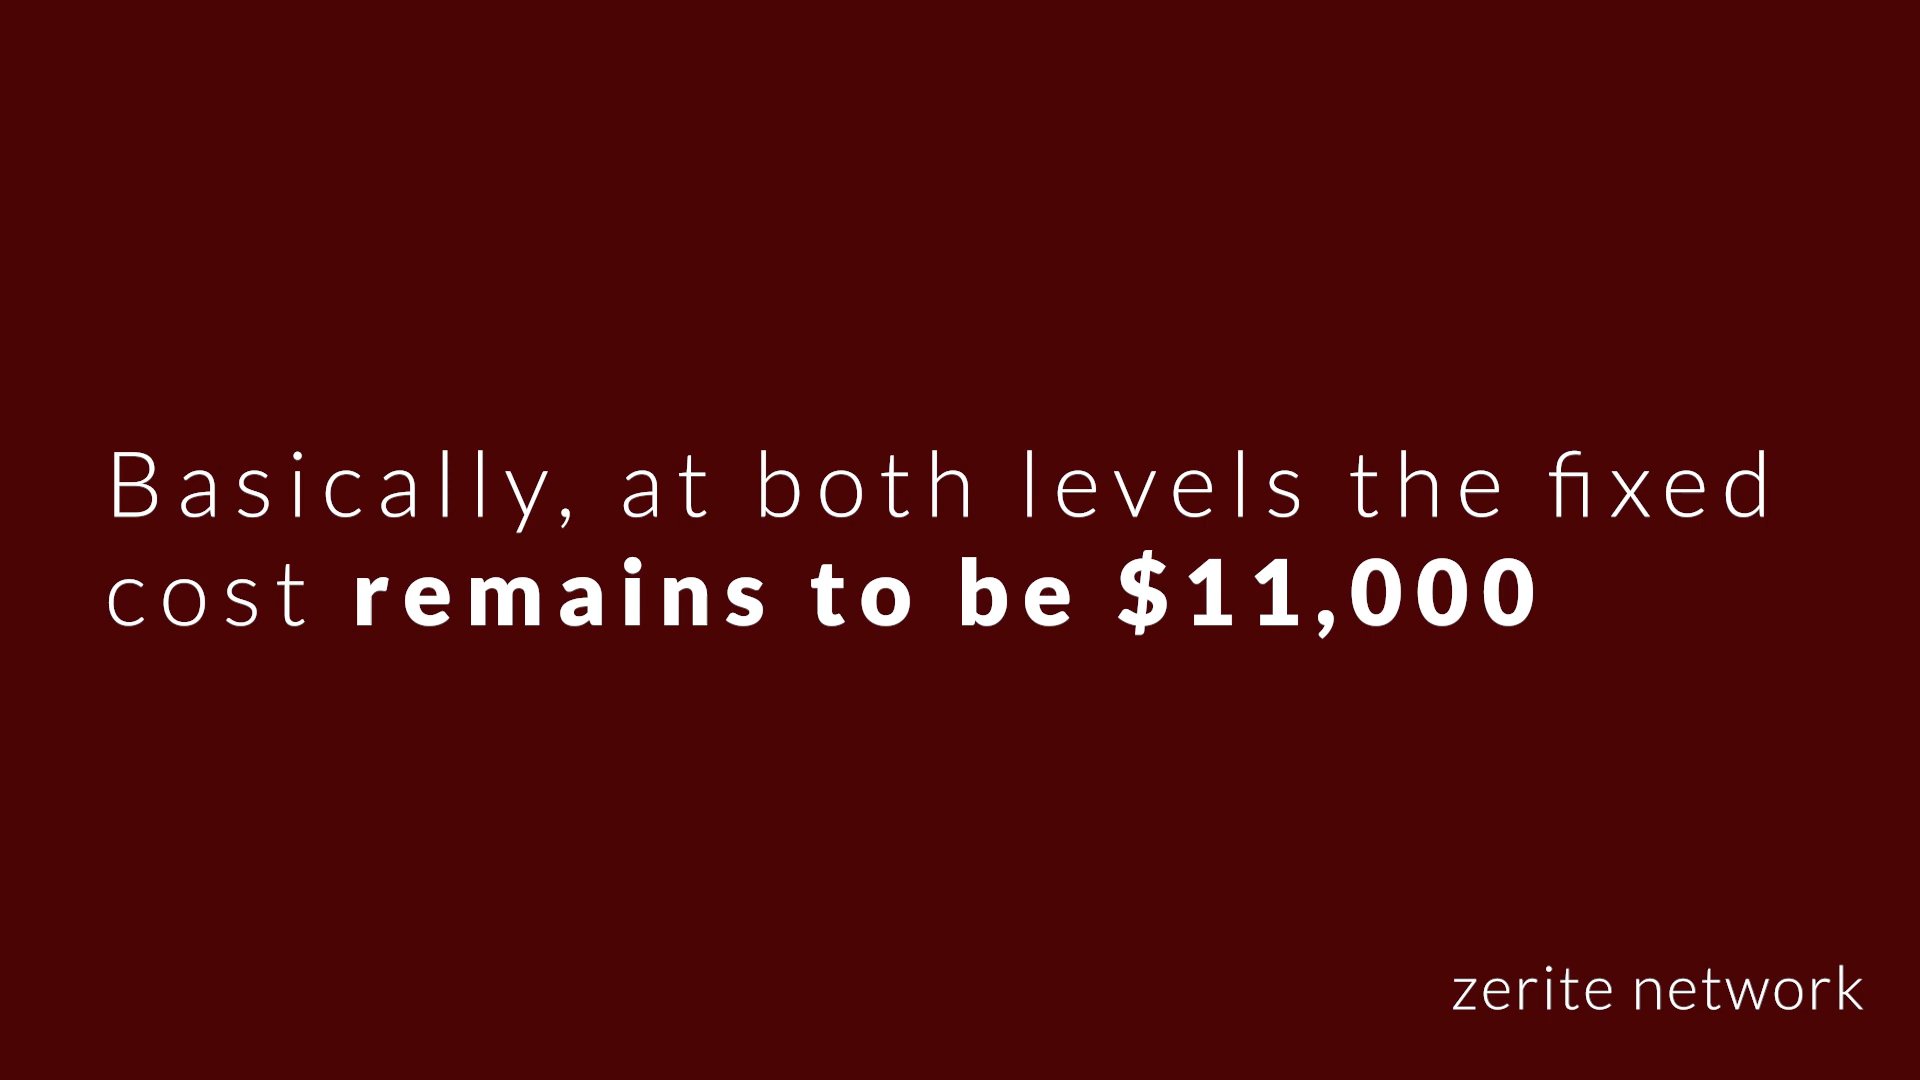 Basically, at both levels the fixed
cost remains to be $11,000
zerite network